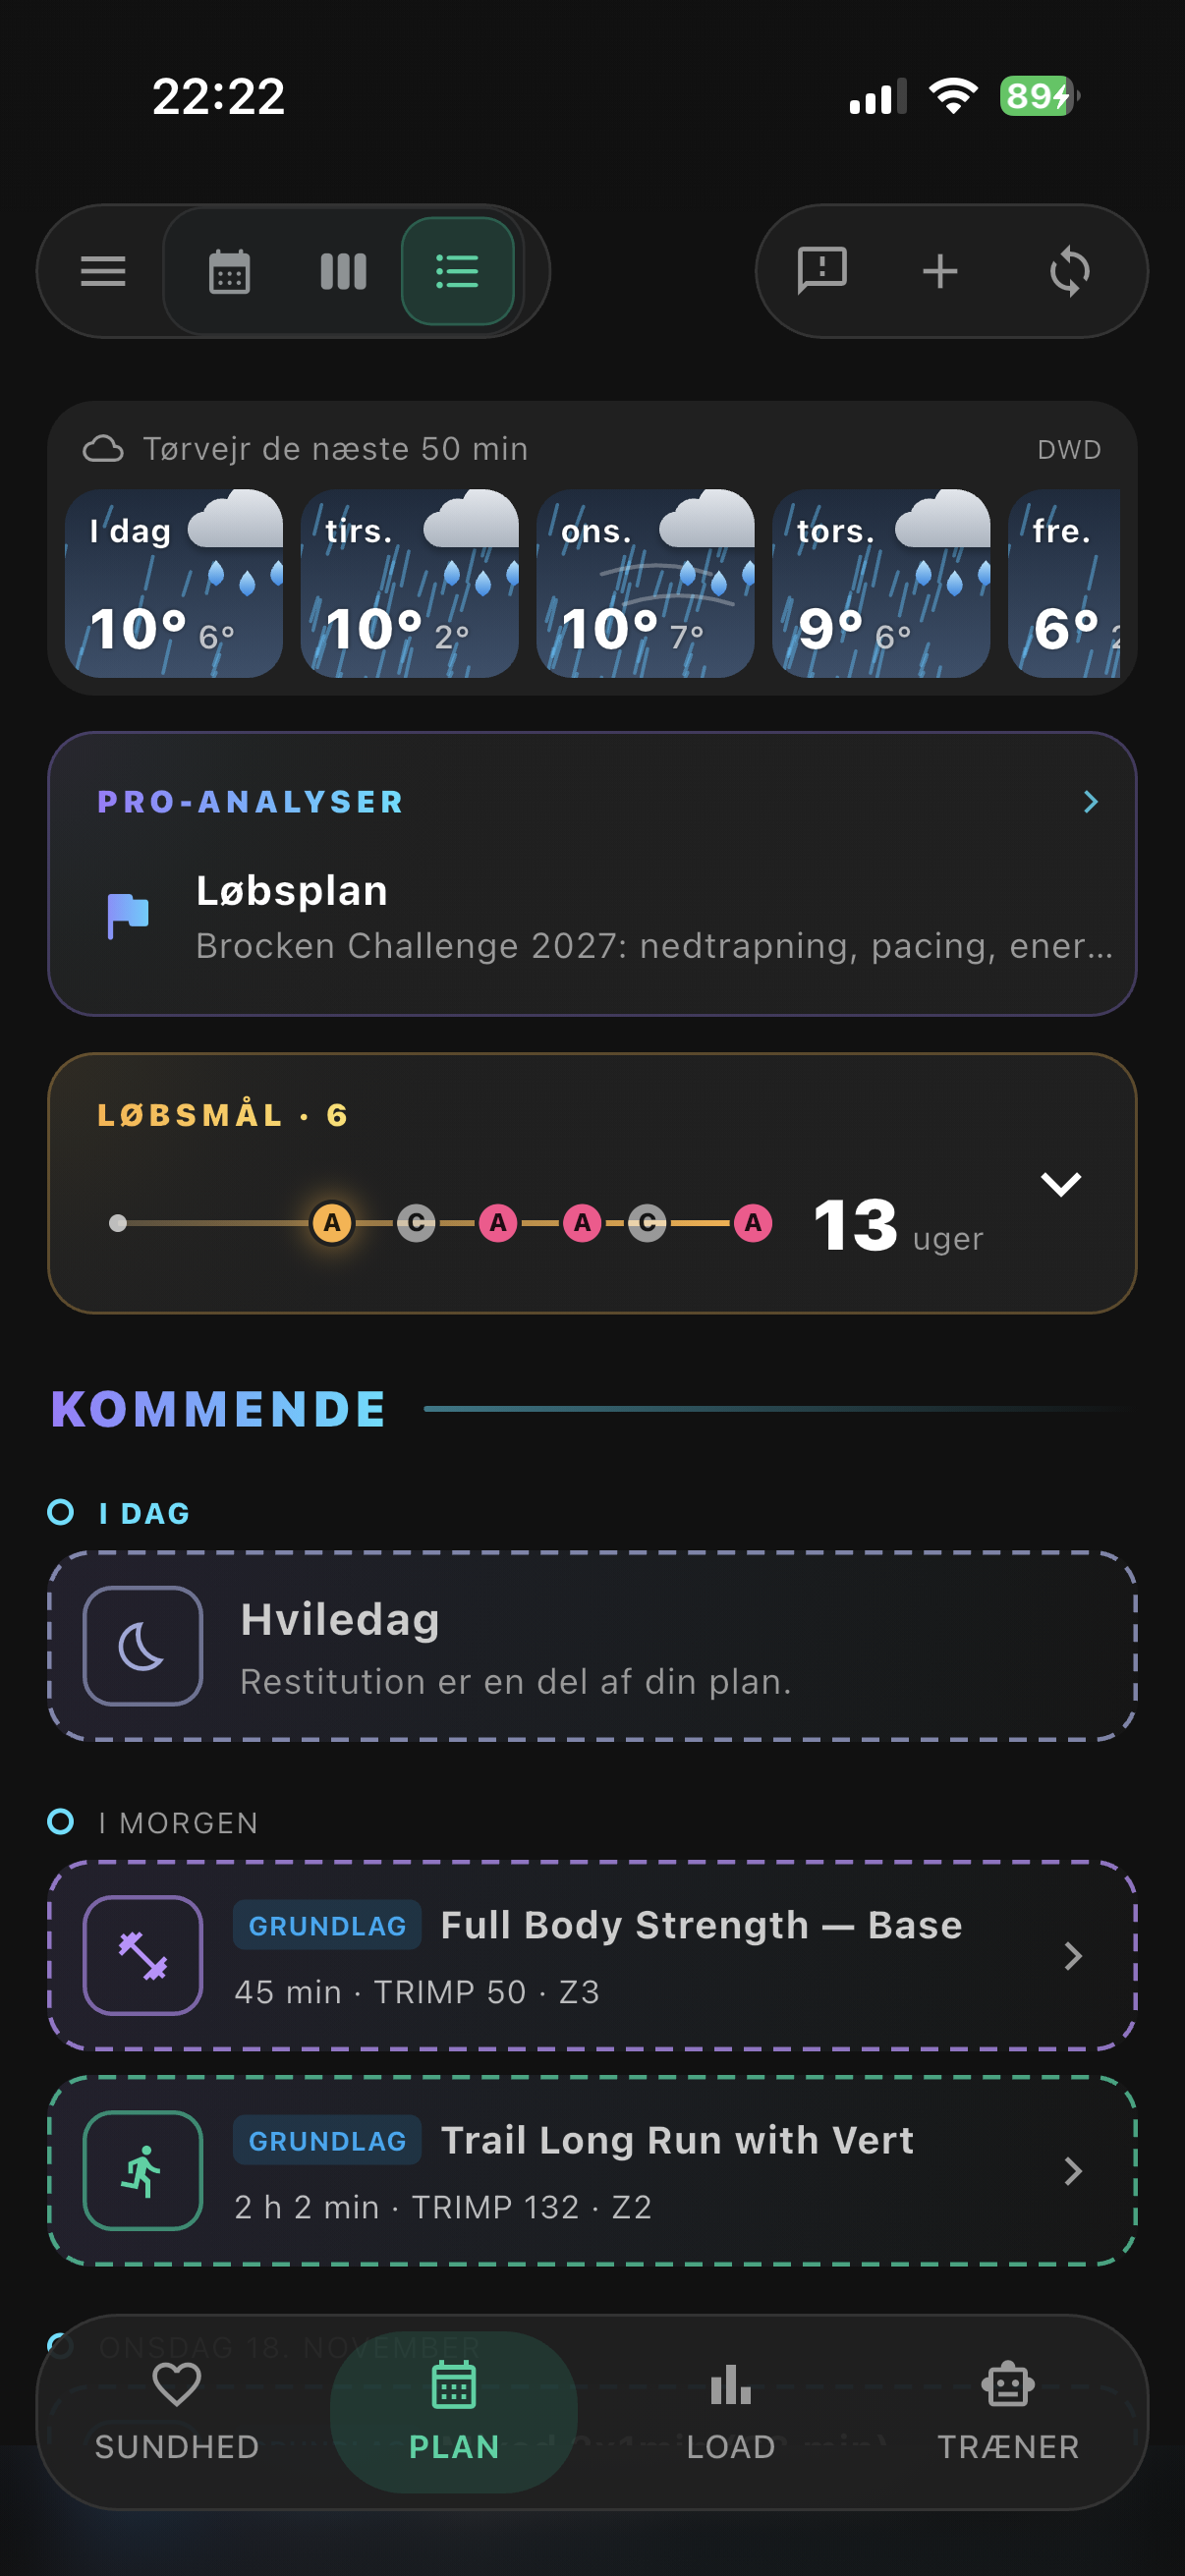 22:22
89
Tørvejr de næste 50 min
DWD
I dag
10° 6°
tirs.
10° 2°
ons.
10° 7°
tors.
9° 6°
fre.
6°
PRO-ANALYSER
Løbsplan
Brocken Challenge 2027: nedtrapning, pacing, ener...
LØBSMÅL · 6
A C A A C A
13 uger
KOMMENDE
I DAG
Hviledag
Restitution er en del af din plan.
I MORGEN
GRUNDLAG Full Body Strength — Base
45 min · TRIMP 50 · Z3
GRUNDLAG Trail Long Run with Vert
2 h 2 min · TRIMP 132 · Z2
ONSDAG 18. NOVEMBER
SUNDHED
PLAN
LOAD
TRÆNER